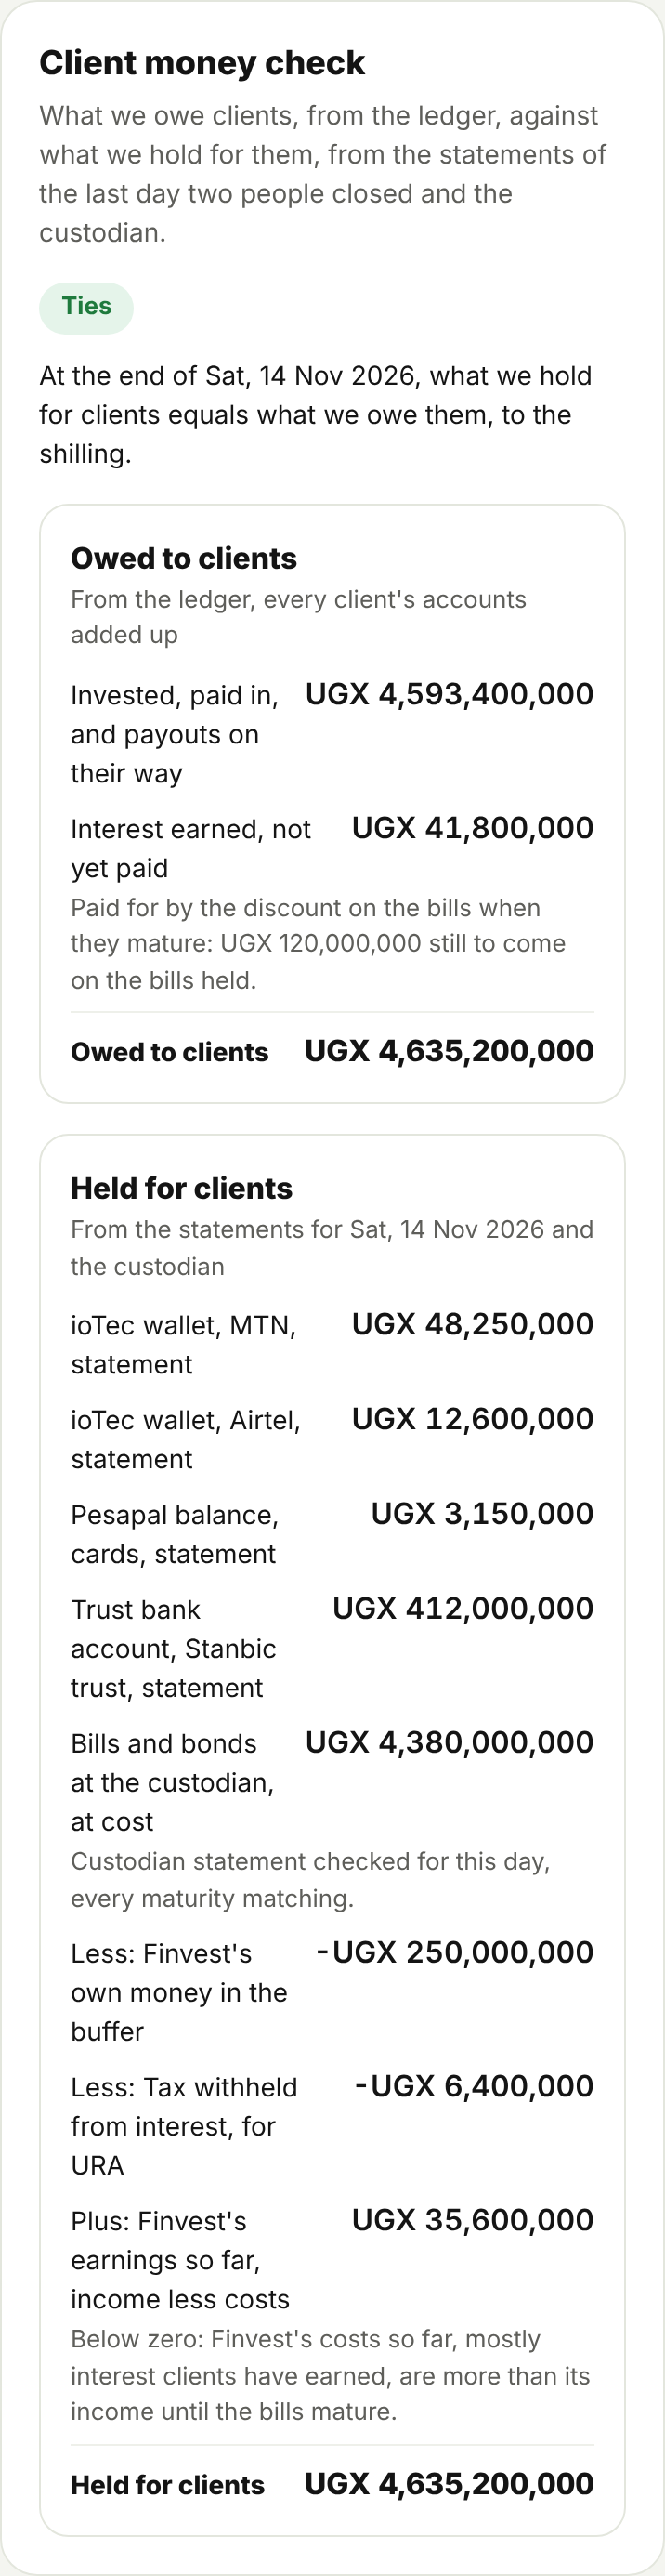 Client money check
What we owe clients, from the ledger, against
what we hold for them, from the statements of
the last day two people closed and the
custodian.
Ties
At the end of Sat, 14 Nov 2026, what we hold
for clients equals what we owe them, to the
shilling.
Owed to clients
From the ledger, every client's accounts
added up
Invested, paid in, UGX 4,593,400,000
and payouts on
their way
Interest earned, not UGX 41,800,000
yet paid
Paid for by the discount on the bills when
they mature: UGX 120,000,000 still to come
on the bills held.
Owed to clients UGX 4,635,200,000
Held for clients
From the statements for Sat, 14 Nov 2026 and
the custodian
ioTec wallet, MTN, UGX 48,250,000
statement
ioTec wallet, Airtel, UGX 12,600,000
statement
Pesapal balance, UGX 3,150,000
cards, statement
Trust bank UGX 412,000,000
account, Stanbic
trust, statement
Bills and bonds UGX 4,380,000,000
at the custodian,
at cost
Custodian statement checked for this day,
every maturity matching.
Less: Finvest's -UGX 250,000,000
own money in the
buffer
Less: Tax withheld -UGX 6,400,000
from interest, for
URA
Plus: Finvest's UGX 35,600,000
earnings so far,
income less costs
Below zero: Finvest's costs so far, mostly
interest clients have earned, are more than its
income until the bills mature.
Held for clients UGX 4,635,200,000